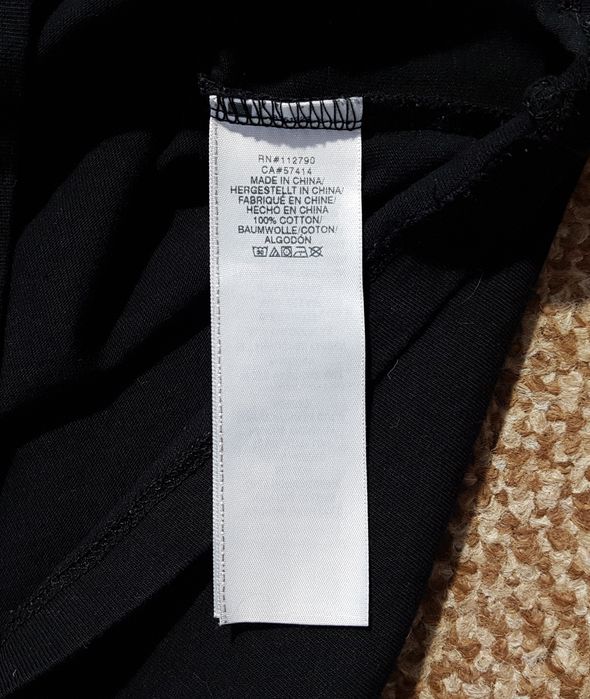 RN#112790
CA#57414
MADE IN CHINA/
HERGESTELLT IN CHINA/
FABRIQUÉ EN CHINE/
HECHO EN CHINA
100% COTTON/
BAUMWOLLE/COTON/
ALGODÓN